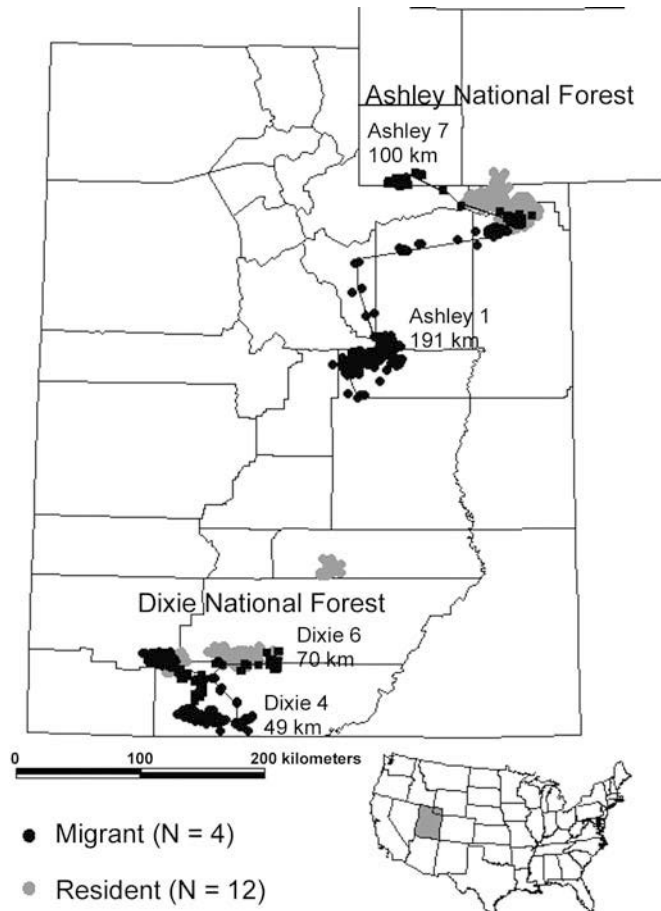 Ashley National Forest
Ashley 7
100 km
Ashley 1
191 km
Dixie National Forest
Dixie 6
70 km
Dixie 4
49 km
0 100 200 kilometers
Migrant (N = 4)
Resident (N = 12)